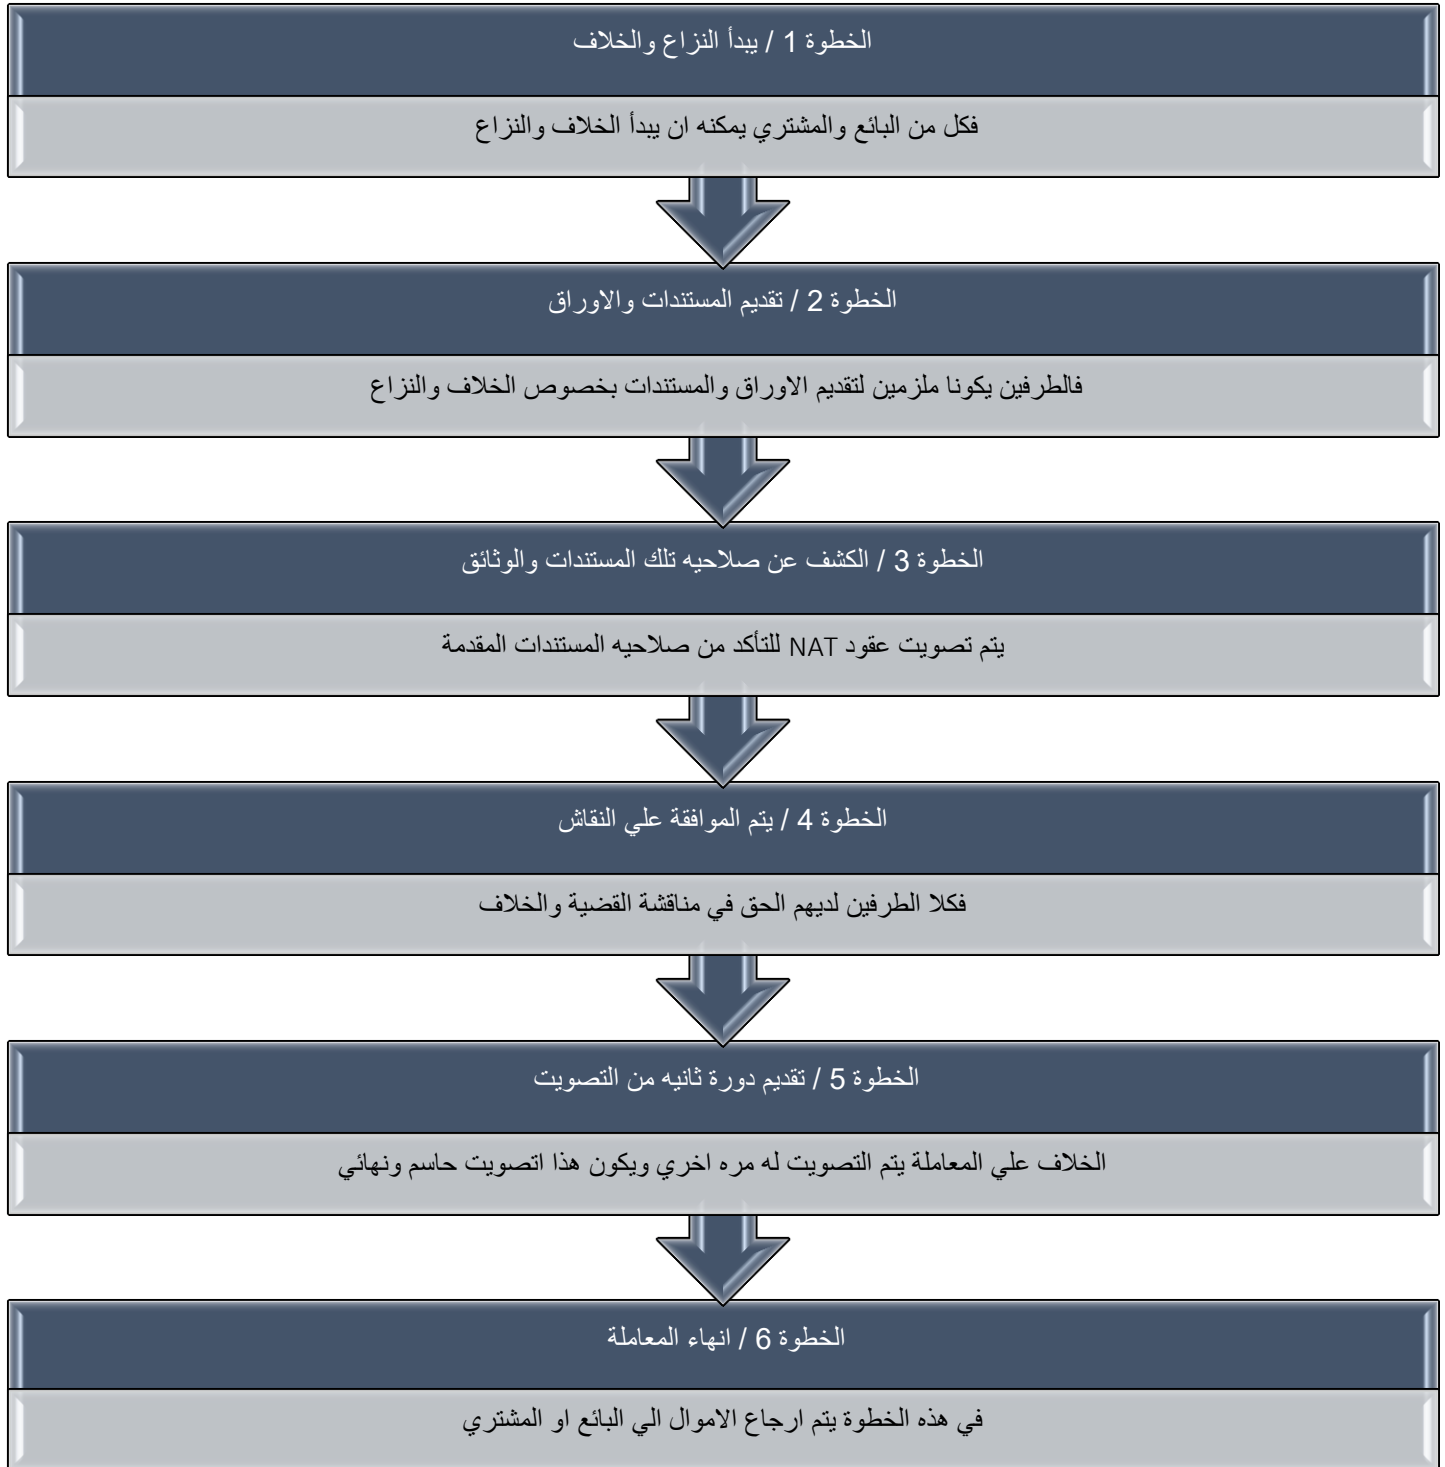 الخطوة 1 / يبدأ النزاع والخلاف
فكل من البائع والمشتري يمكنه ان يبدأ الخلاف والنزاع
الخطوة 2 / تقديم المستندات والاوراق
فالطرفين يكونا ملزمين لتقديم الاوراق والمستندات بخصوص الخلاف والنزاع
الخطوة 3 / الكشف عن صلاحيه تلك المستندات والوثائق
يتم تصويت عقود NAT للتأكد من صلاحيه المستندات المقدمة
الخطوة 4 / يتم الموافقة علي النقاش
فكلا الطرفين لديهم الحق في مناقشة القضية والخلاف
الخطوة 5 / تقديم دورة ثانيه من التصويت
الخلاف علي المعاملة يتم التصويت له مره اخري ويكون هذا اتصويت حاسم ونهائي
الخطوة 6 / انهاء المعاملة
في هذه الخطوة يتم ارجاع الاموال الي البائع او المشتري